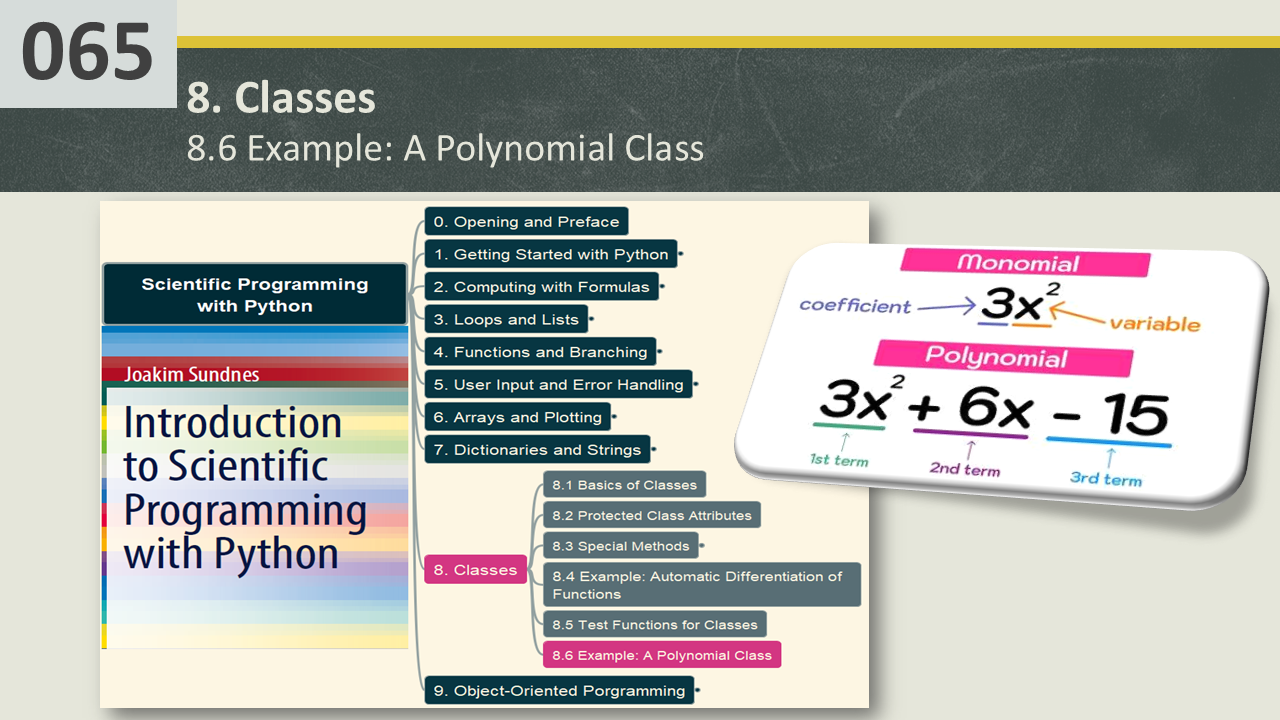 065
8. Classes
8.6 Example: A Polynomial Class
Scientific Programming
with Python
Joakim Sundnes
Introduction
to Scientific
Programming
with Python
0. Opening and Preface
1. Getting Started with Python
2. Computing with Formulas
3. Loops and Lists
4. Functions and Branching
5. User Input and Error Handling
6. Arrays and Plotting
7. Dictionaries and Strings
8. Classes
8.1 Basics of Classes
8.2 Protected Class Attributes
8.3 Special Methods
8.4 Example: Automatic Differentiation of
Functions
8.5 Test Functions for Classes
8.6 Example: A Polynomial Class
9. Object-Oriented Porgramming
Monomial
coefficient
3x²
variable
Polynomial
3x² + 6x – 15
1st term
2nd term
3rd term